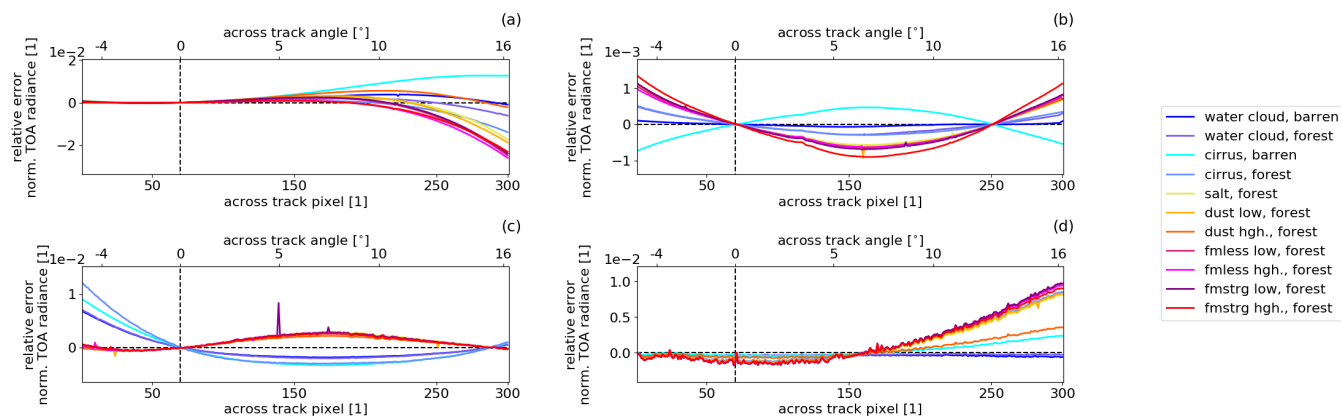 (a)
across track angle [°]
-4 0 5 10 16
1e−2
2
0
−2
relative error
norm. TOA radiance [1]
50 150 250 300
across track pixel [1]
(b)
across track angle [°]
-4 0 5 10 16
1e−3
1
0
−1
relative error
norm. TOA radiance [1]
50 150 250 300
across track pixel [1]
(c)
across track angle [°]
-4 0 5 10 16
1e−2
1
0
relative error
norm. TOA radiance [1]
50 150 250 300
across track pixel [1]
(d)
across track angle [°]
-4 0 5 10 15 16
1e−2
1.0
0.5
0.0
relative error
norm. TOA radiance [1]
50 150 250 300
across track pixel [1]
water cloud, barren
water cloud, forest
cirrus, barren
cirrus, forest
salt, forest
dust low, forest
dust hgh., forest
fmless low, forest
fmless hgh., forest
fmstrg low, forest
fmstrg hgh., forest